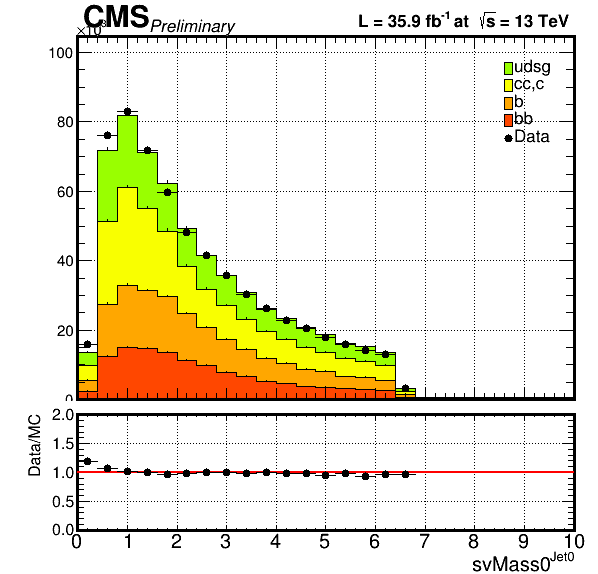 CMS Preliminary L = 35.9 fb⁻¹ at √s = 13 TeV
×10³
100
80
60
40
20
0
udsg
cc,c
b
bb
Data
Data/MC
2.0
1.5
1.0
0.5
0.0
0 1 2 3 4 5 6 7 8 9 10
svMass0^Jet0